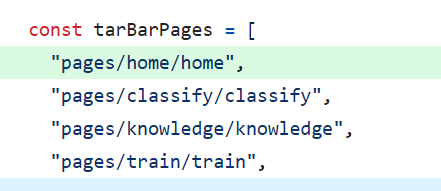 const tarBarPages = [
"pages/home/home",
"pages/classify/classify",
"pages/knowledge/knowledge",
"pages/train/train",